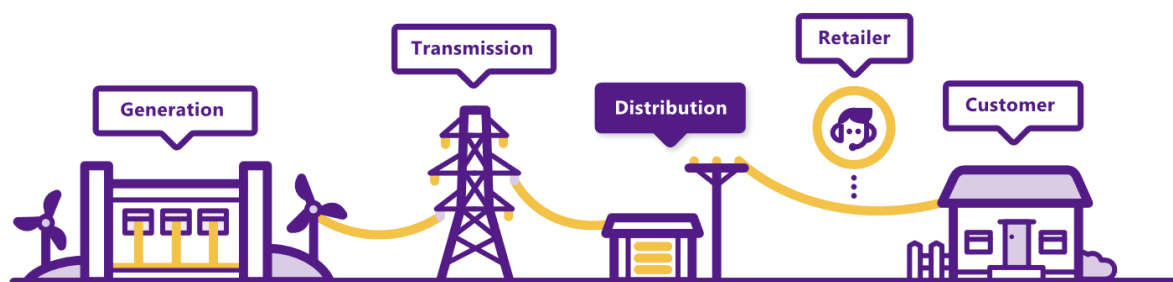 Generation
Transmission
Distribution
Retailer
Customer